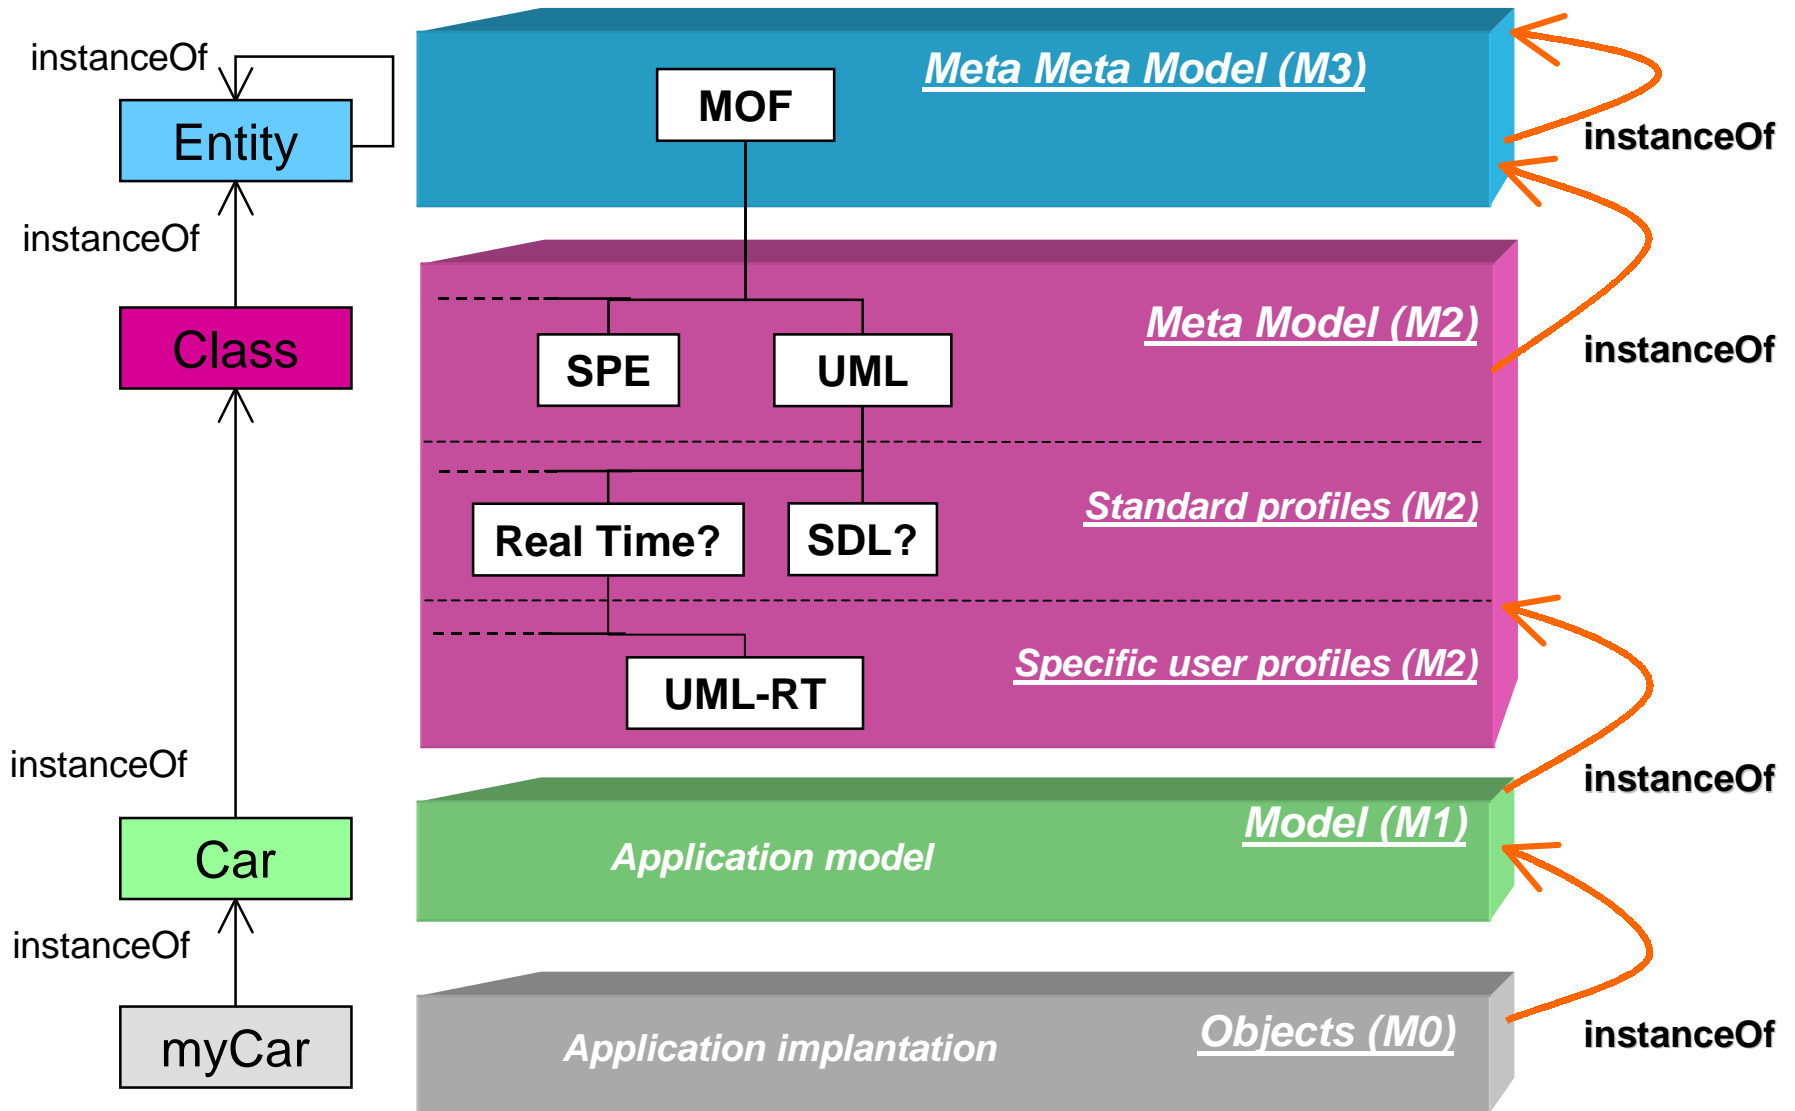 instanceOf
Entity
instanceOf
Class
instanceOf
Car
instanceOf
myCar
Meta Meta Model (M3)
MOF
Meta Model (M2)
SPE
UML
Standard profiles (M2)
Real Time?
SDL?
Specific user profiles (M2)
UML-RT
Model (M1)
Application model
Objects (M0)
Application implantation
instanceOf
instanceOf
instanceOf
instanceOf